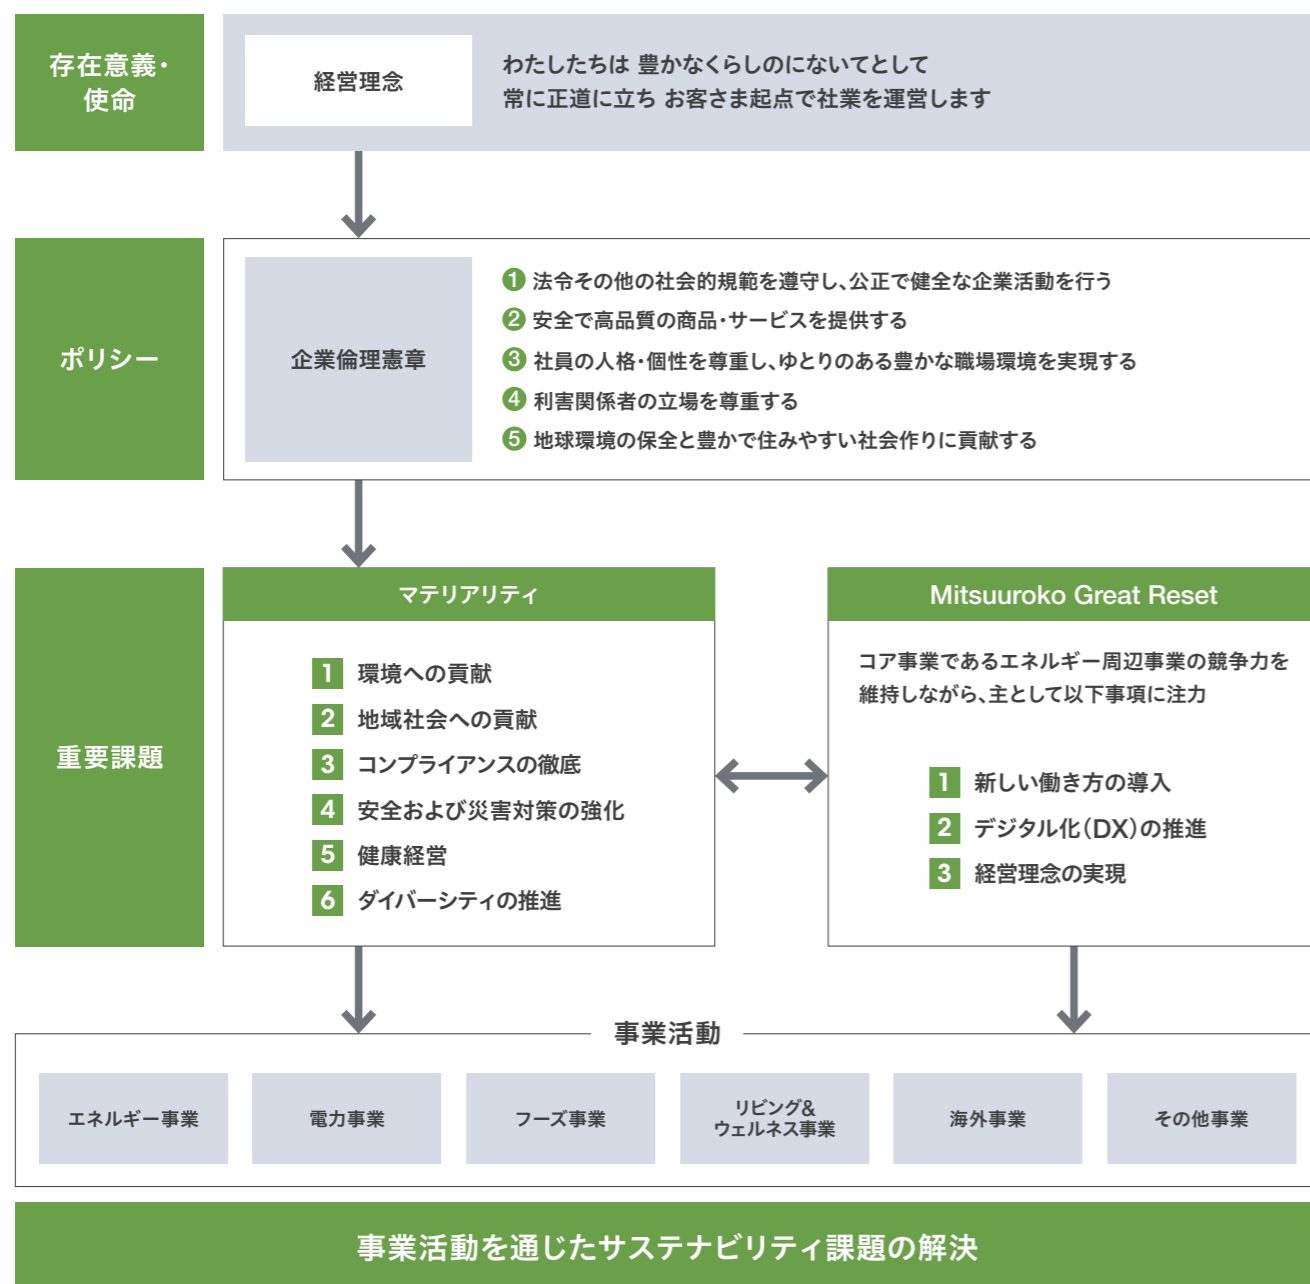 存在意義・
使命
経営理念
わたしたちは 豊かなくらしのにないてとして
常に正道に立ち お客さま起点で社業を運営します
ポリシー
企業倫理憲章
1 法令その他の社会的規範を遵守し、公正で健全な企業活動を行う
2 安全で高品質の商品・サービスを提供する
3 社員の人格・個性を尊重し、ゆとりのある豊かな職場環境を実現する
4 利害関係者の立場を尊重する
5 地球環境の保全と豊かで住みやすい社会作りに貢献する
重要課題
マテリアリティ
1 環境への貢献
2 地域社会への貢献
3 コンプライアンスの徹底
4 安全および災害対策の強化
5 健康経営
6 ダイバーシティの推進
Mitsuuroko Great Reset
コア事業であるエネルギー周辺事業の競争力を
維持しながら、主として以下事項に注力
1 新しい働き方の導入
2 デジタル化（DX）の推進
3 経営理念の実現
事業活動
エネルギー事業
電力事業
フーズ事業
リビング&
ウェルネス事業
海外事業
その他事業
事業活動を通じたサステナビリティ課題の解決